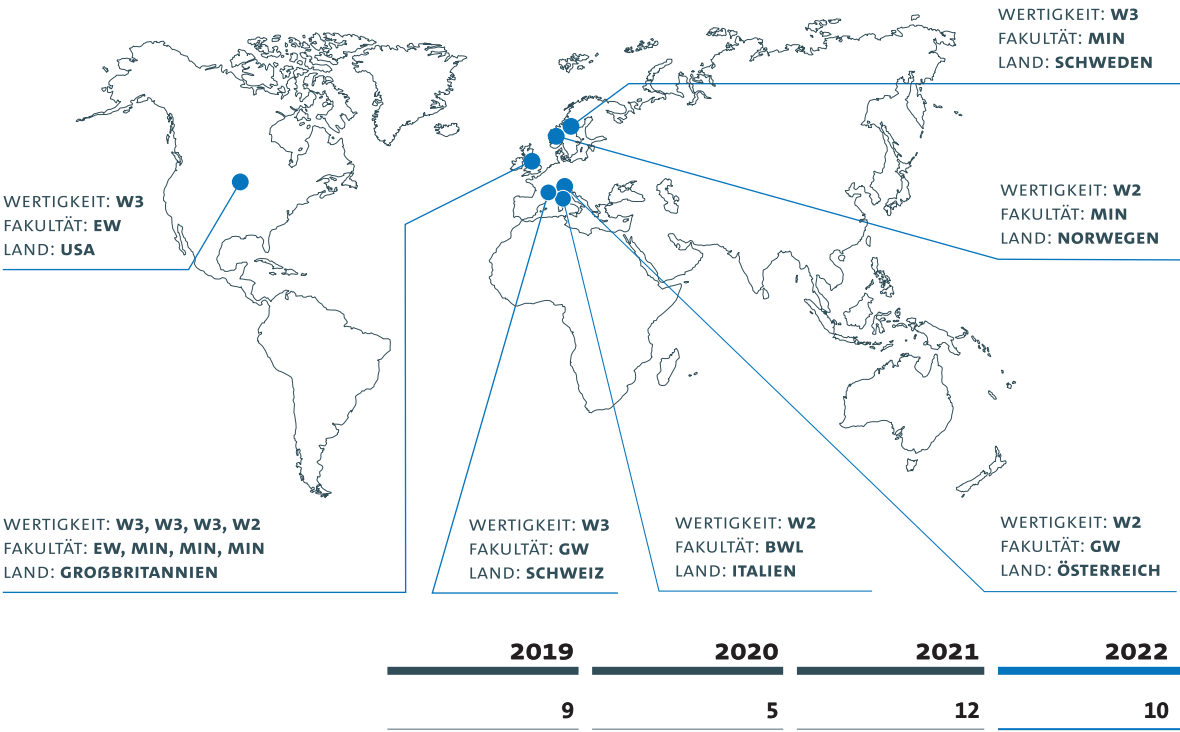 WERTIGKEIT: W3
FAKULTÄT: MIN
LAND: SCHWEDEN
WERTIGKEIT: W3
FAKULTÄT: EW
LAND: USA
WERTIGKEIT: W2
FAKULTÄT: MIN
LAND: NORWEGEN
WERTIGKEIT: W3, W3, W3, W2
FAKULTÄT: EW, MIN, MIN, MIN
LAND: GROẞBRITANNIEN
WERTIGKEIT: W3
FAKULTÄT: GW
LAND: SCHWEIZ
WERTIGKEIT: W2
FAKULTÄT: BWL
LAND: ITALIEN
WERTIGKEIT: W2
FAKULTÄT: GW
LAND: ÖSTERREICH
2019 2020 2021 2022
9 5 12 10